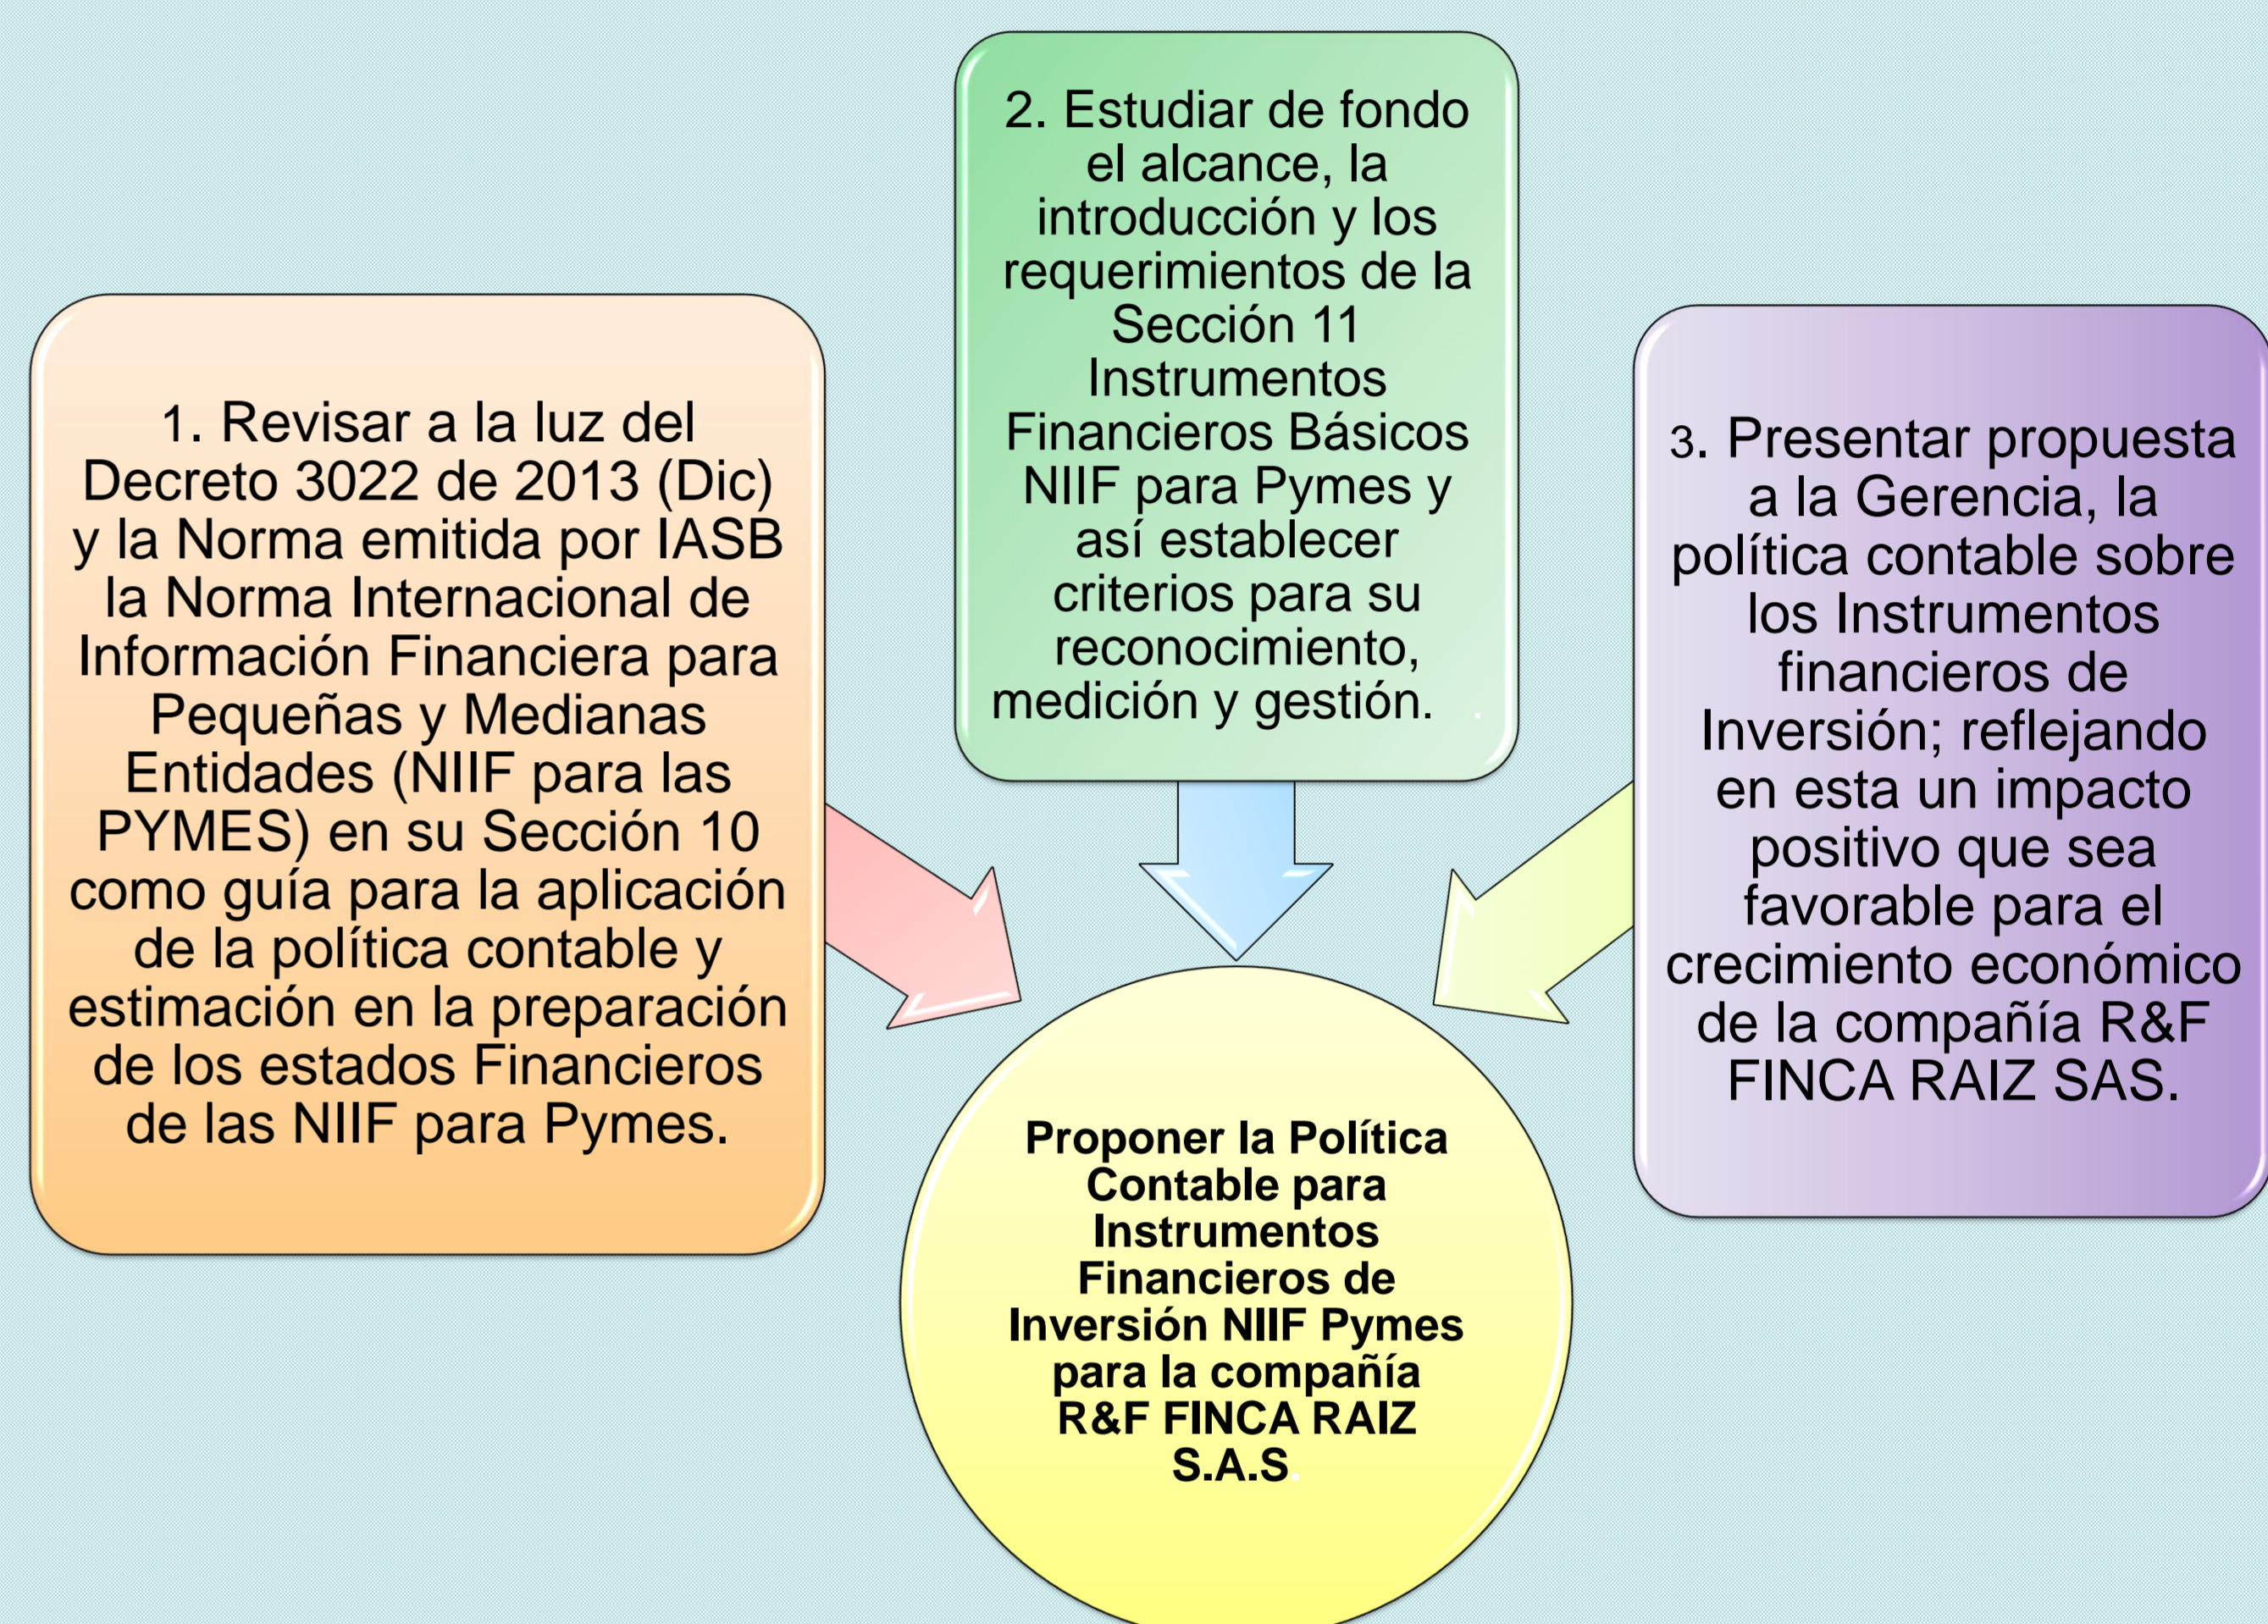 1. Revisar a la luz del
Decreto 3022 de 2013 (Dic)
y la Norma emitida por IASB
la Norma Internacional de
Información Financiera para
Pequeñas y Medianas
Entidades (NIIF para las
PYMES) en su Sección 10
como guía para la aplicación
de la política contable y
estimación en la preparación
de los estados Financieros
de las NIIF para Pymes.
2. Estudiar de fondo
el alcance, la
introducción y los
requerimientos de la
Sección 11
Instrumentos
Financieros Básicos
NIIF para Pymes y
así establecer
criterios para su
reconocimiento,
medición y gestión. .
3. Presentar propuesta
a la Gerencia, la
política contable sobre
los Instrumentos
financieros de
Inversión; reflejando
en esta un impacto
positivo que sea
favorable para el
crecimiento económico
de la compañía R&F
FINCA RAIZ SAS.
Proponer la Política
Contable para
Instrumentos
Financieros de
Inversión NIIF Pymes
para la compañía
R&F FINCA RAIZ
S.A.S.